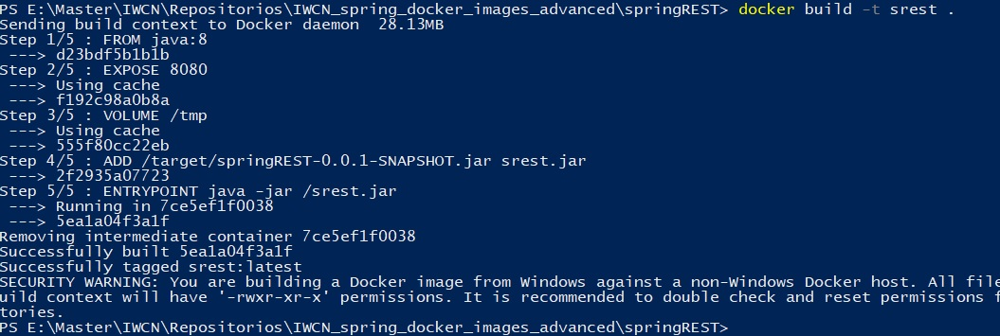 PS E:\Master\IWCN\Repositorios\IWCN_spring_docker_images_advanced\springREST> docker build -t srest .
Sending build context to Docker daemon  28.13MB
Step 1/5 : FROM java:8
 ---> d23bdf5b1b1b
Step 2/5 : EXPOSE 8080
 ---> Using cache
 ---> f192c98a0b8a
Step 3/5 : VOLUME /tmp
 ---> Using cache
 ---> 555f80cc22eb
Step 4/5 : ADD /target/springREST-0.0.1-SNAPSHOT.jar srest.jar
 ---> 2f2935a07723
Step 5/5 : ENTRYPOINT java -jar /srest.jar
 ---> Running in 7ce5ef1f0038
 ---> 5ea1a04f3a1f
Removing intermediate container 7ce5ef1f0038
Successfully built 5ea1a04f3a1f
Successfully tagged srest:latest
SECURITY WARNING: You are building a Docker image from Windows against a non-Windows Docker host. All file
uild context will have '-rwxr-xr-x' permissions. It is recommended to double check and reset permissions f
tories.
PS E:\Master\IWCN\Repositorios\IWCN_spring_docker_images_advanced\springREST>